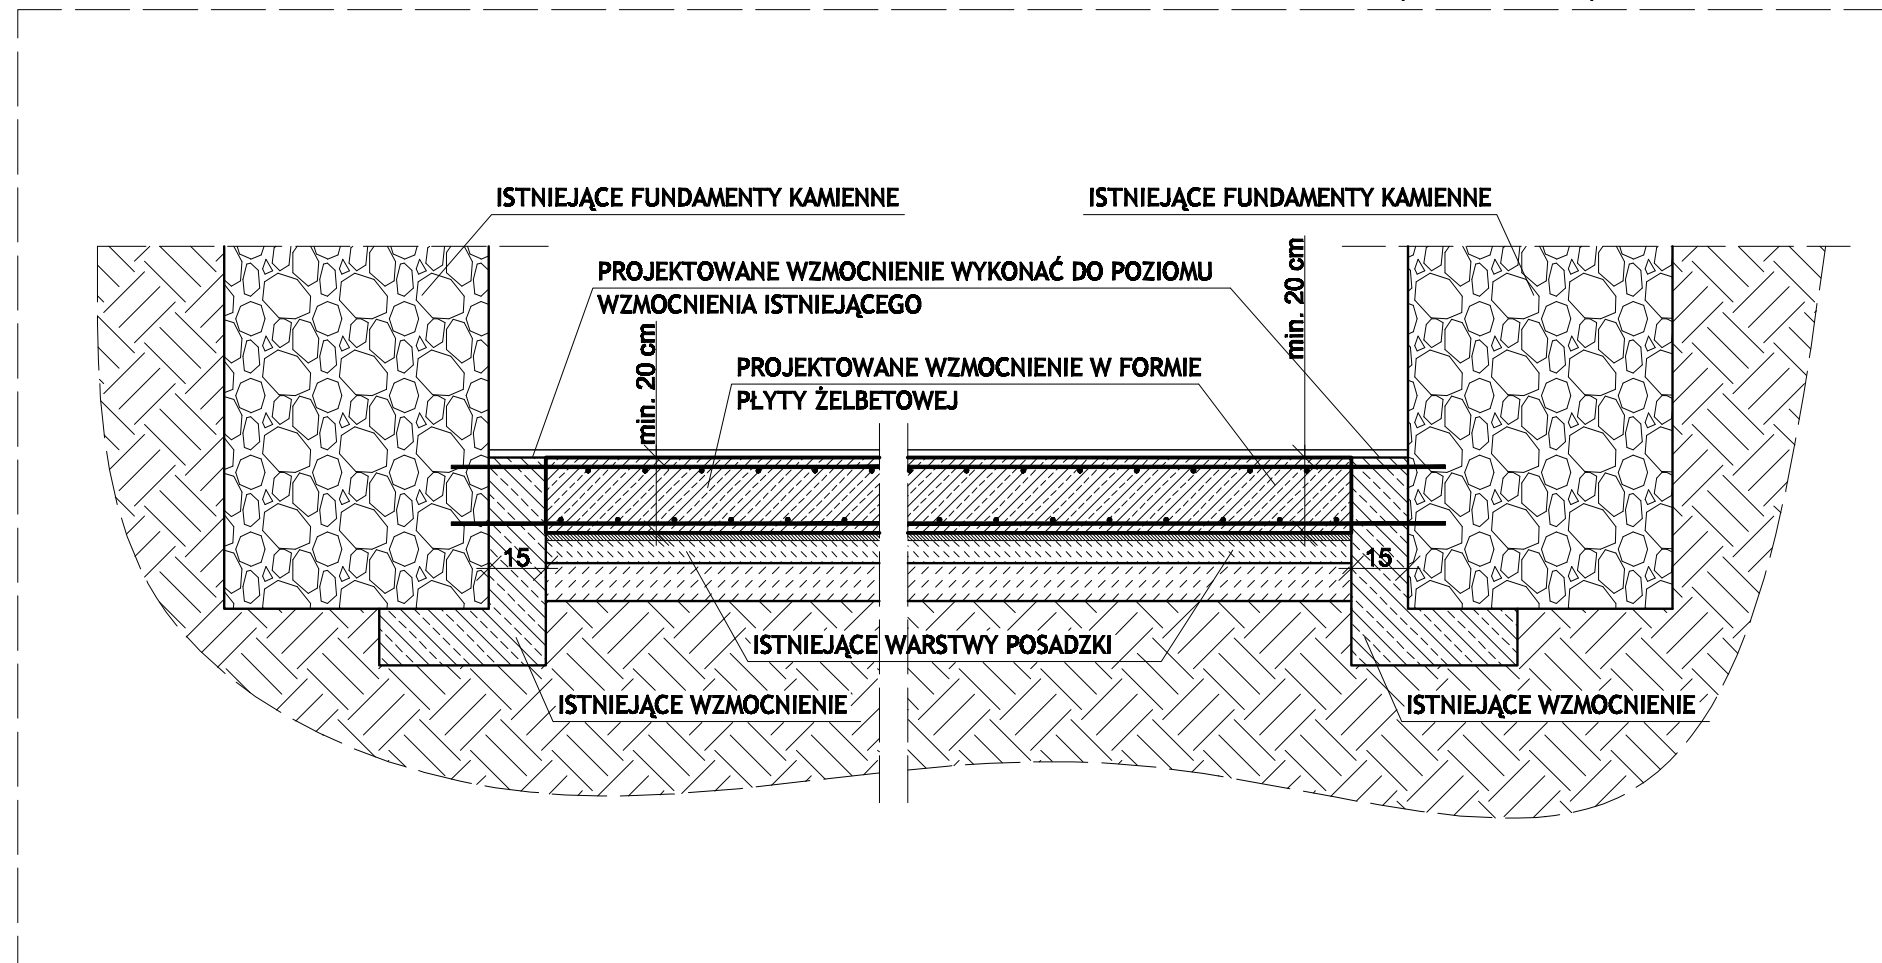 ISTNIEJĄCE FUNDAMENTY KAMIENNE
ISTNIEJĄCE FUNDAMENTY KAMIENNE
PROJEKTOWANE WZMOCNIENIE WYKONAĆ DO POZIOMU
WZMOCNIENIA ISTNIEJĄCEGO
min. 20 cm
min. 20 cm
PROJEKTOWANE WZMOCNIENIE W FORMIE
PŁYTY ŻELBETOWEJ
15
15
ISTNIEJĄCE WARSTWY POSADZKI
ISTNIEJĄCE WZMOCNIENIE
ISTNIEJĄCE WZMOCNIENIE